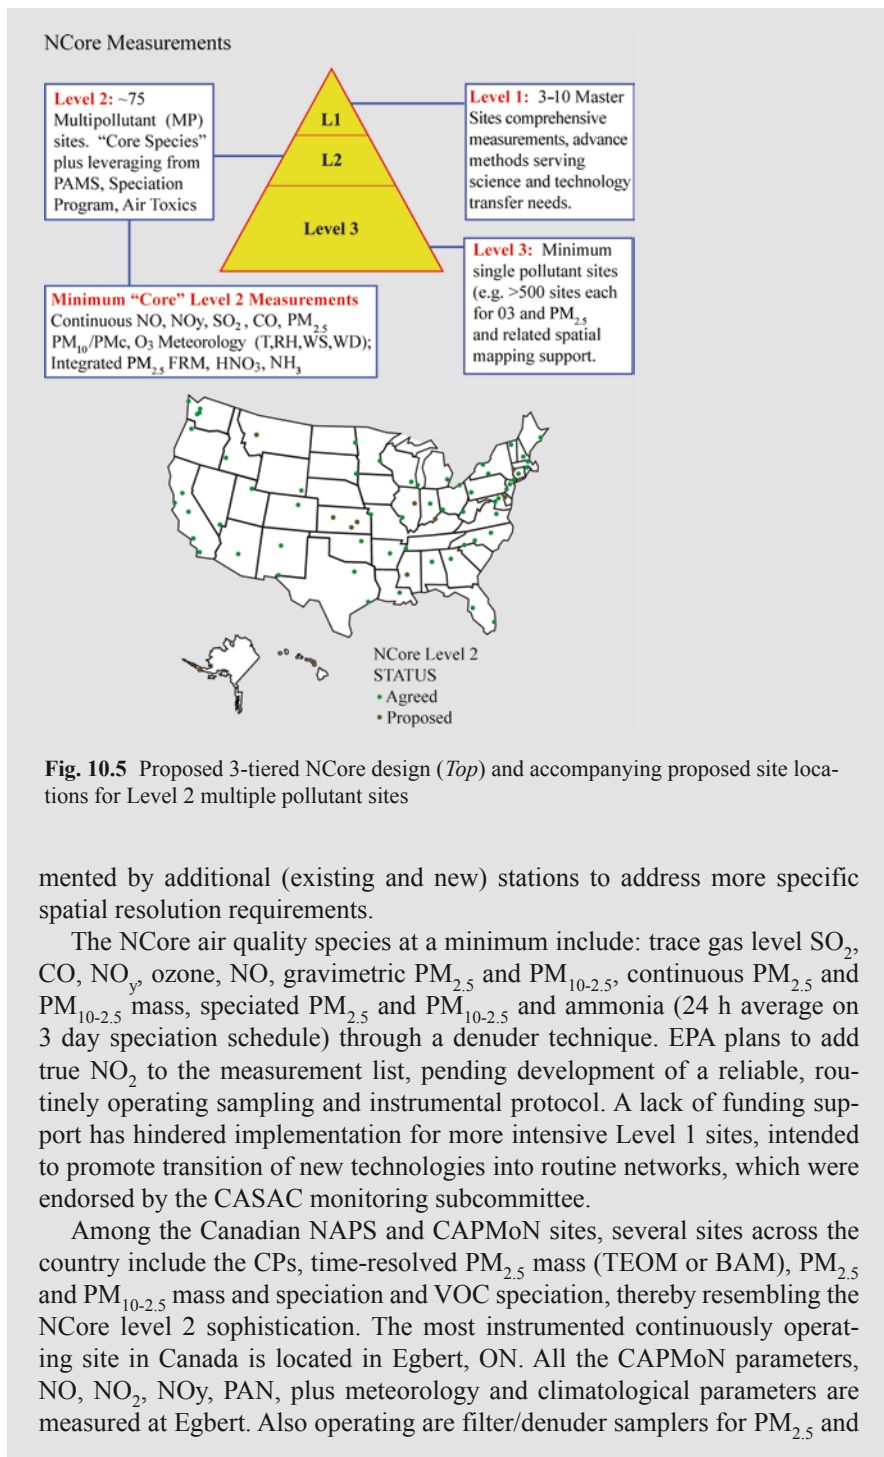 NCore Measurements
Level 2: ~75
Multipollutant (MP)
sites. “Core Species”
plus leveraging from
PAMS, Speciation
Program, Air Toxics
L1
L2
Level 3
Level 1: 3-10 Master
Sites comprehensive
measurements, advance
methods serving
science and technology
transfer needs.
Level 3: Minimum
single pollutant sites
(e.g. >500 sites each
for 03 and PM2.5
and related spatial
mapping support.
Minimum “Core” Level 2 Measurements
Continuous NO, NOy, SO2 , CO, PM2.5
PM10/PMc, O3 Meteorology (T,RH,WS,WD);
Integrated PM2.5 FRM, HNO3, NH3
NCore Level 2
STATUS
• Agreed
• Proposed
Fig. 10.5 Proposed 3-tiered NCore design (Top) and accompanying proposed site loca-
tions for Level 2 multiple pollutant sites
mented by additional (existing and new) stations to address more specific
spatial resolution requirements.
The NCore air quality species at a minimum include: trace gas level SO2,
CO, NOy, ozone, NO, gravimetric PM2.5 and PM10-2.5, continuous PM2.5 and
PM10-2.5 mass, speciated PM2.5 and PM10-2.5 and ammonia (24 h average on
3 day speciation schedule) through a denuder technique. EPA plans to add
true NO2 to the measurement list, pending development of a reliable, rou-
tinely operating sampling and instrumental protocol. A lack of funding sup-
port has hindered implementation for more intensive Level 1 sites, intended
to promote transition of new technologies into routine networks, which were
endorsed by the CASAC monitoring subcommittee.
Among the Canadian NAPS and CAPMoN sites, several sites across the
country include the CPs, time-resolved PM2.5 mass (TEOM or BAM), PM2.5
and PM10-2.5 mass and speciation and VOC speciation, thereby resembling the
NCore level 2 sophistication. The most instrumented continuously operat-
ing site in Canada is located in Egbert, ON. All the CAPMoN parameters,
NO, NO2, NOy, PAN, plus meteorology and climatological parameters are
measured at Egbert. Also operating are filter/denuder samplers for PM2.5 and